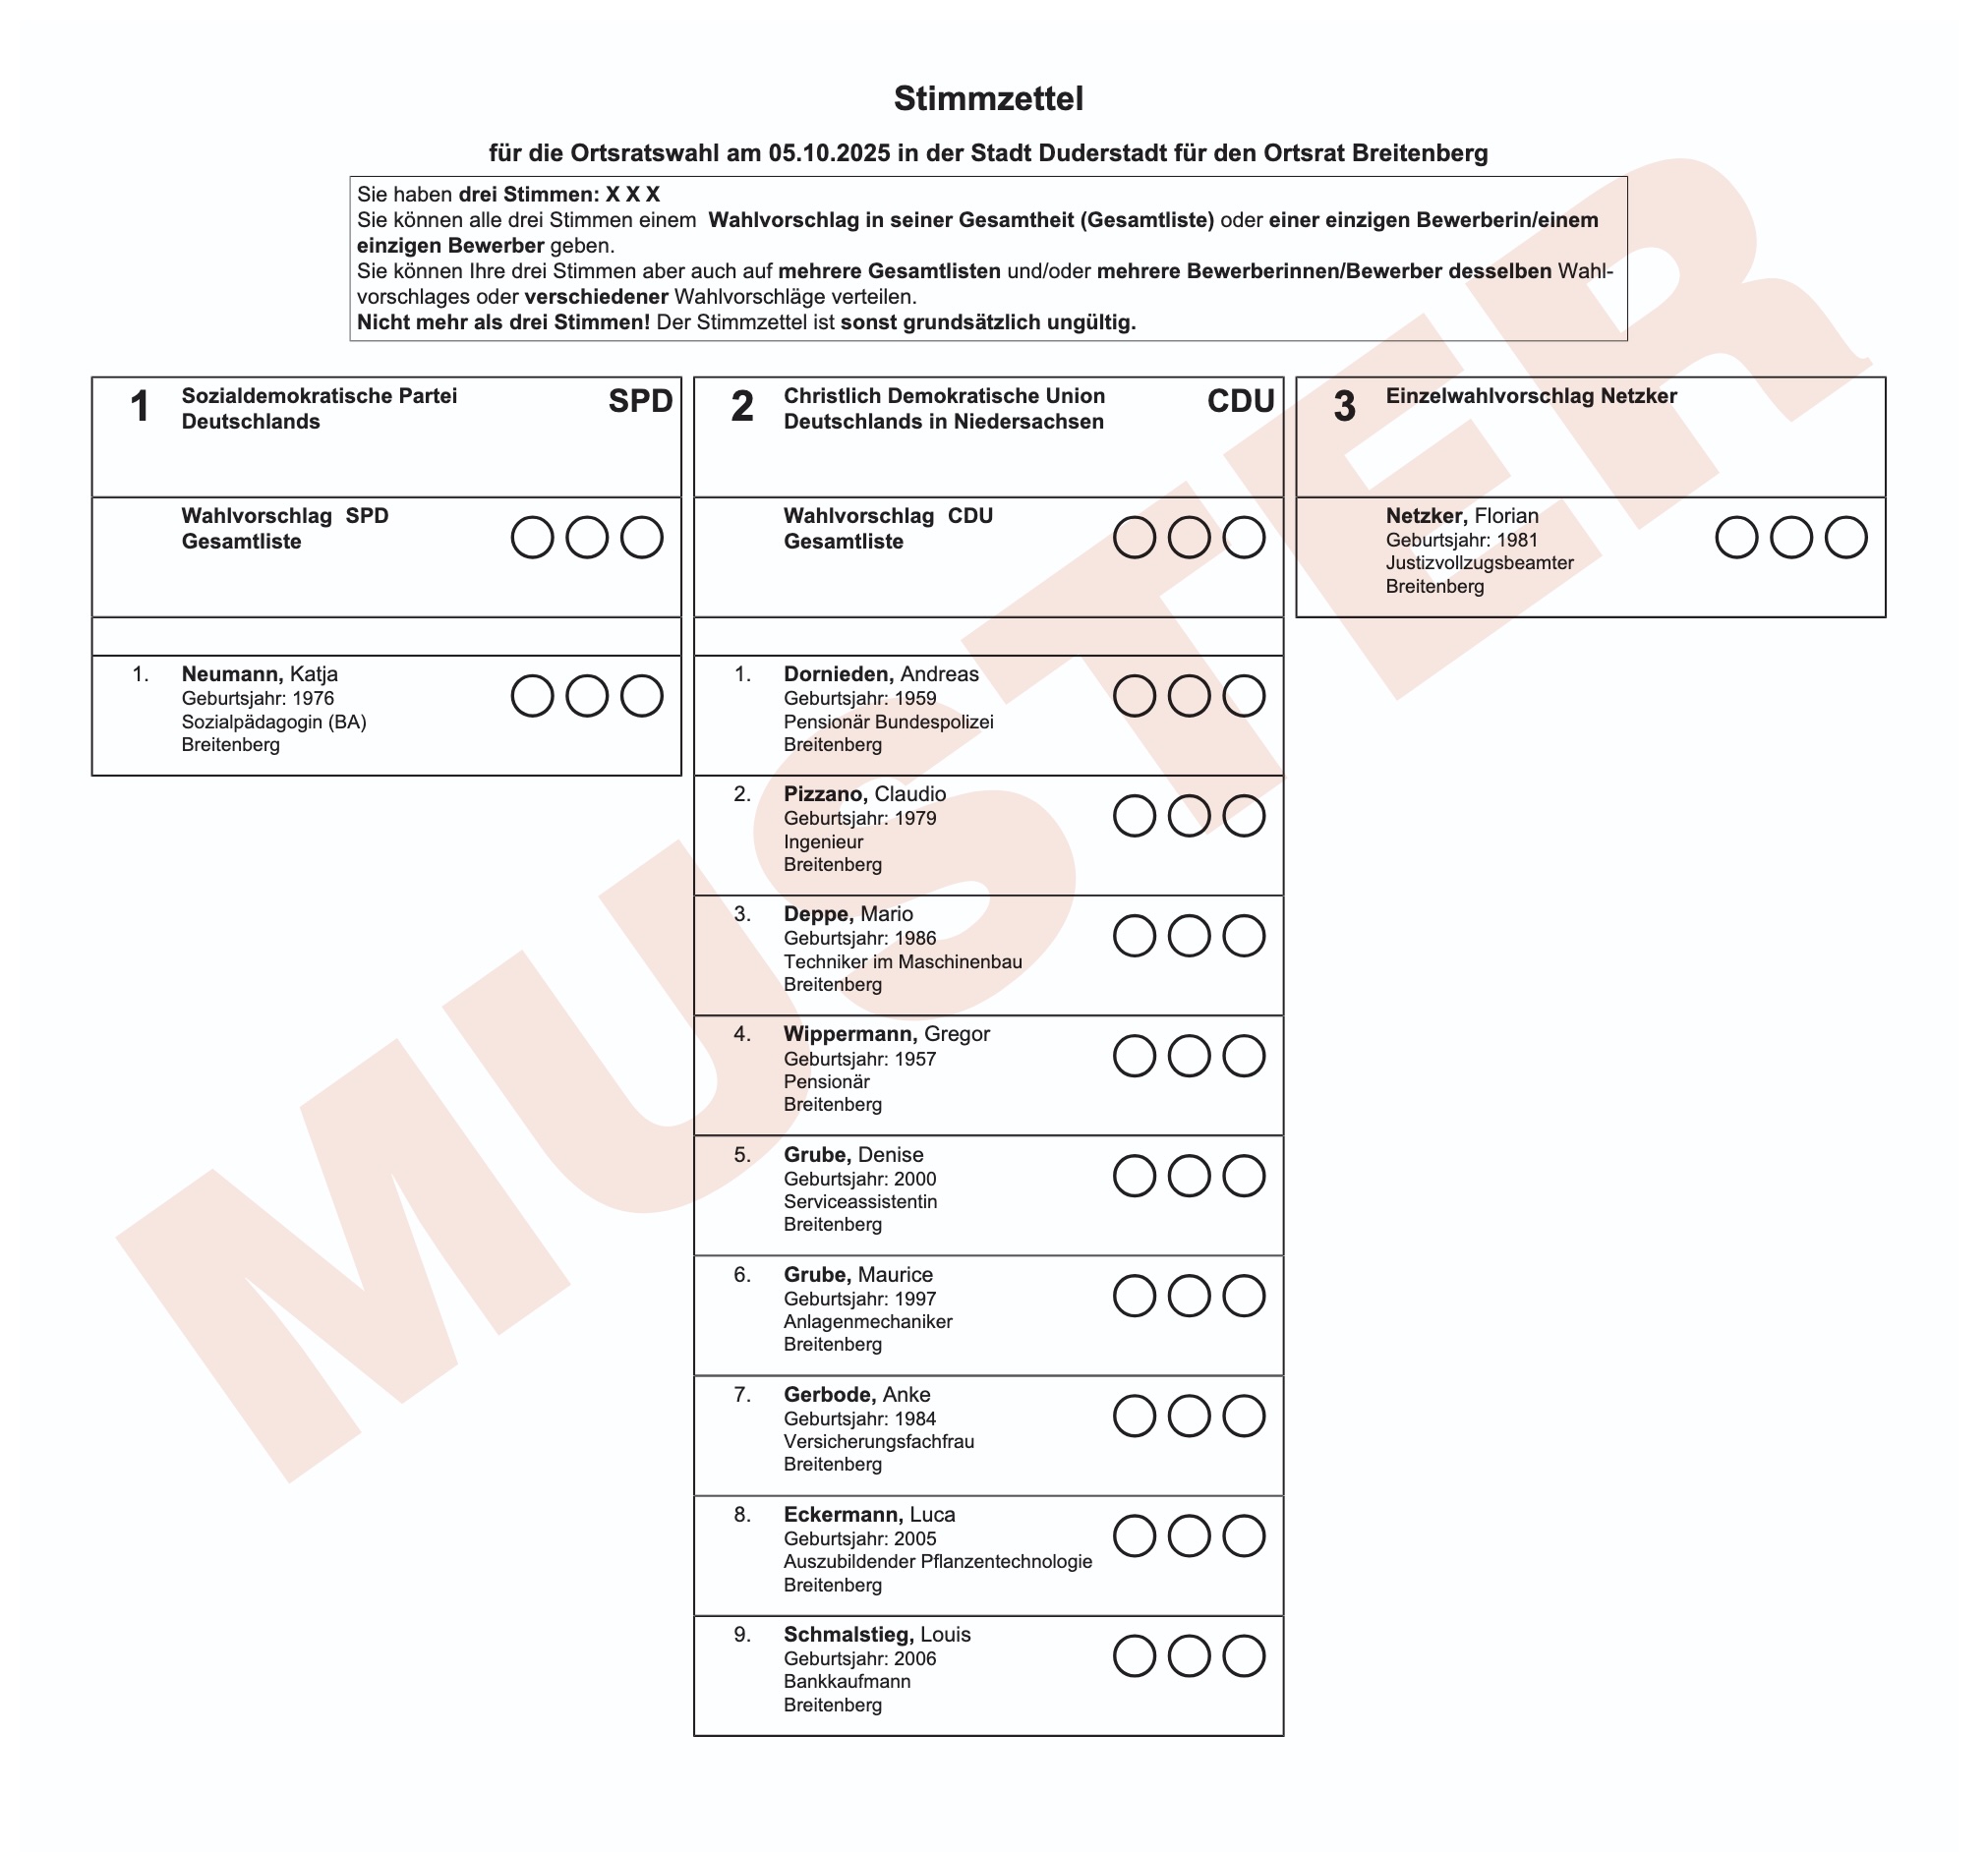 Stimmzettel
für die Ortsratswahl am 05.10.2025 in der Stadt Duderstadt für den Ortsrat Breitenberg
Sie haben drei Stimmen: X X X
Sie können alle drei Stimmen einem Wahlvorschlag in seiner Gesamtheit (Gesamtliste) oder einer einzigen Bewerberin/einem
einzigen Bewerber geben.
Sie können Ihre drei Stimmen aber auch auf mehrere Gesamtlisten und/oder mehrere Bewerberinnen/Bewerber desselben Wahl-
vorschlages oder verschiedener Wahlvorschläge verteilen.
Nicht mehr als drei Stimmen! Der Stimmzettel ist sonst grundsätzlich ungültig.
1 Sozialdemokratische Partei SPD
Deutschlands
Wahlvorschlag SPD
Gesamtliste
1. Neumann, Katja
Geburtsjahr: 1976
Sozialpädagogin (BA)
Breitenberg
2 Christlich Demokratische Union CDU
Deutschlands in Niedersachsen
Wahlvorschlag CDU
Gesamtliste
1. Dornieden, Andreas
Geburtsjahr: 1959
Pensionär Bundespolizei
Breitenberg
2. Pizzano, Claudio
Geburtsjahr: 1979
Ingenieur
Breitenberg
3. Deppe, Mario
Geburtsjahr: 1986
Techniker im Maschinenbau
Breitenberg
4. Wippermann, Gregor
Geburtsjahr: 1957
Pensionär
Breitenberg
5. Grube, Denise
Geburtsjahr: 2000
Serviceassistentin
Breitenberg
6. Grube, Maurice
Geburtsjahr: 1997
Anlagenmechaniker
Breitenberg
7. Gerbode, Anke
Geburtsjahr: 1984
Versicherungsfachfrau
Breitenberg
8. Eckermann, Luca
Geburtsjahr: 2005
Auszubildender Pflanzentechnologie
Breitenberg
9. Schmalstieg, Louis
Geburtsjahr: 2006
Bankkaufmann
Breitenberg
3 Einzelwahlvorschlag Netzker
Netzker, Florian
Geburtsjahr: 1981
Justizvollzugsbeamter
Breitenberg
MUSTER